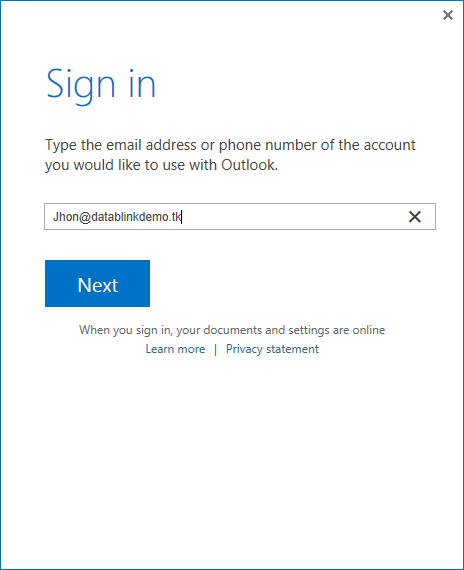 Sign in
Type the email address or phone number of the account
you would like to use with Outlook.
Jhon@datablinkdemo.tk
Next
When you sign in, your documents and settings are online
Learn more | Privacy statement